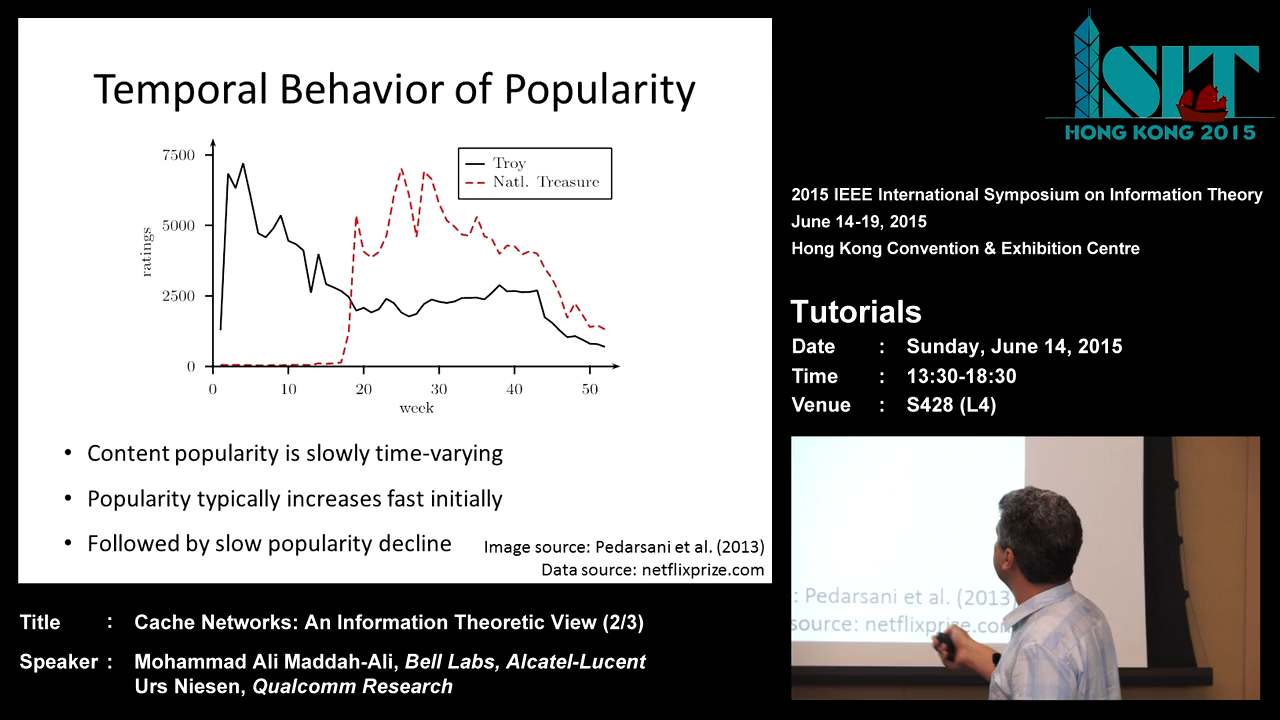 Temporal Behavior of Popularity
7500
5000
2500
0
ratings
Troy
Natl. Treasure
0 10 20 30 40 50
week
• Content popularity is slowly time-varying
• Popularity typically increases fast initially
• Followed by slow popularity decline
Image source: Pedarsani et al. (2013)
Data source: netflixprize.com
ISIT
HONG KONG 2015
2015 IEEE International Symposium on Information Theory
June 14-19, 2015
Hong Kong Convention & Exhibition Centre
Tutorials
Date : Sunday, June 14, 2015
Time : 13:30-18:30
Venue : S428 (L4)
: Pedarsani et al. (2013
source: netflixprize.com
Title : Cache Networks: An Information Theoretic View (2/3)
Speaker : Mohammad Ali Maddah-Ali, Bell Labs, Alcatel-Lucent
Urs Niesen, Qualcomm Research